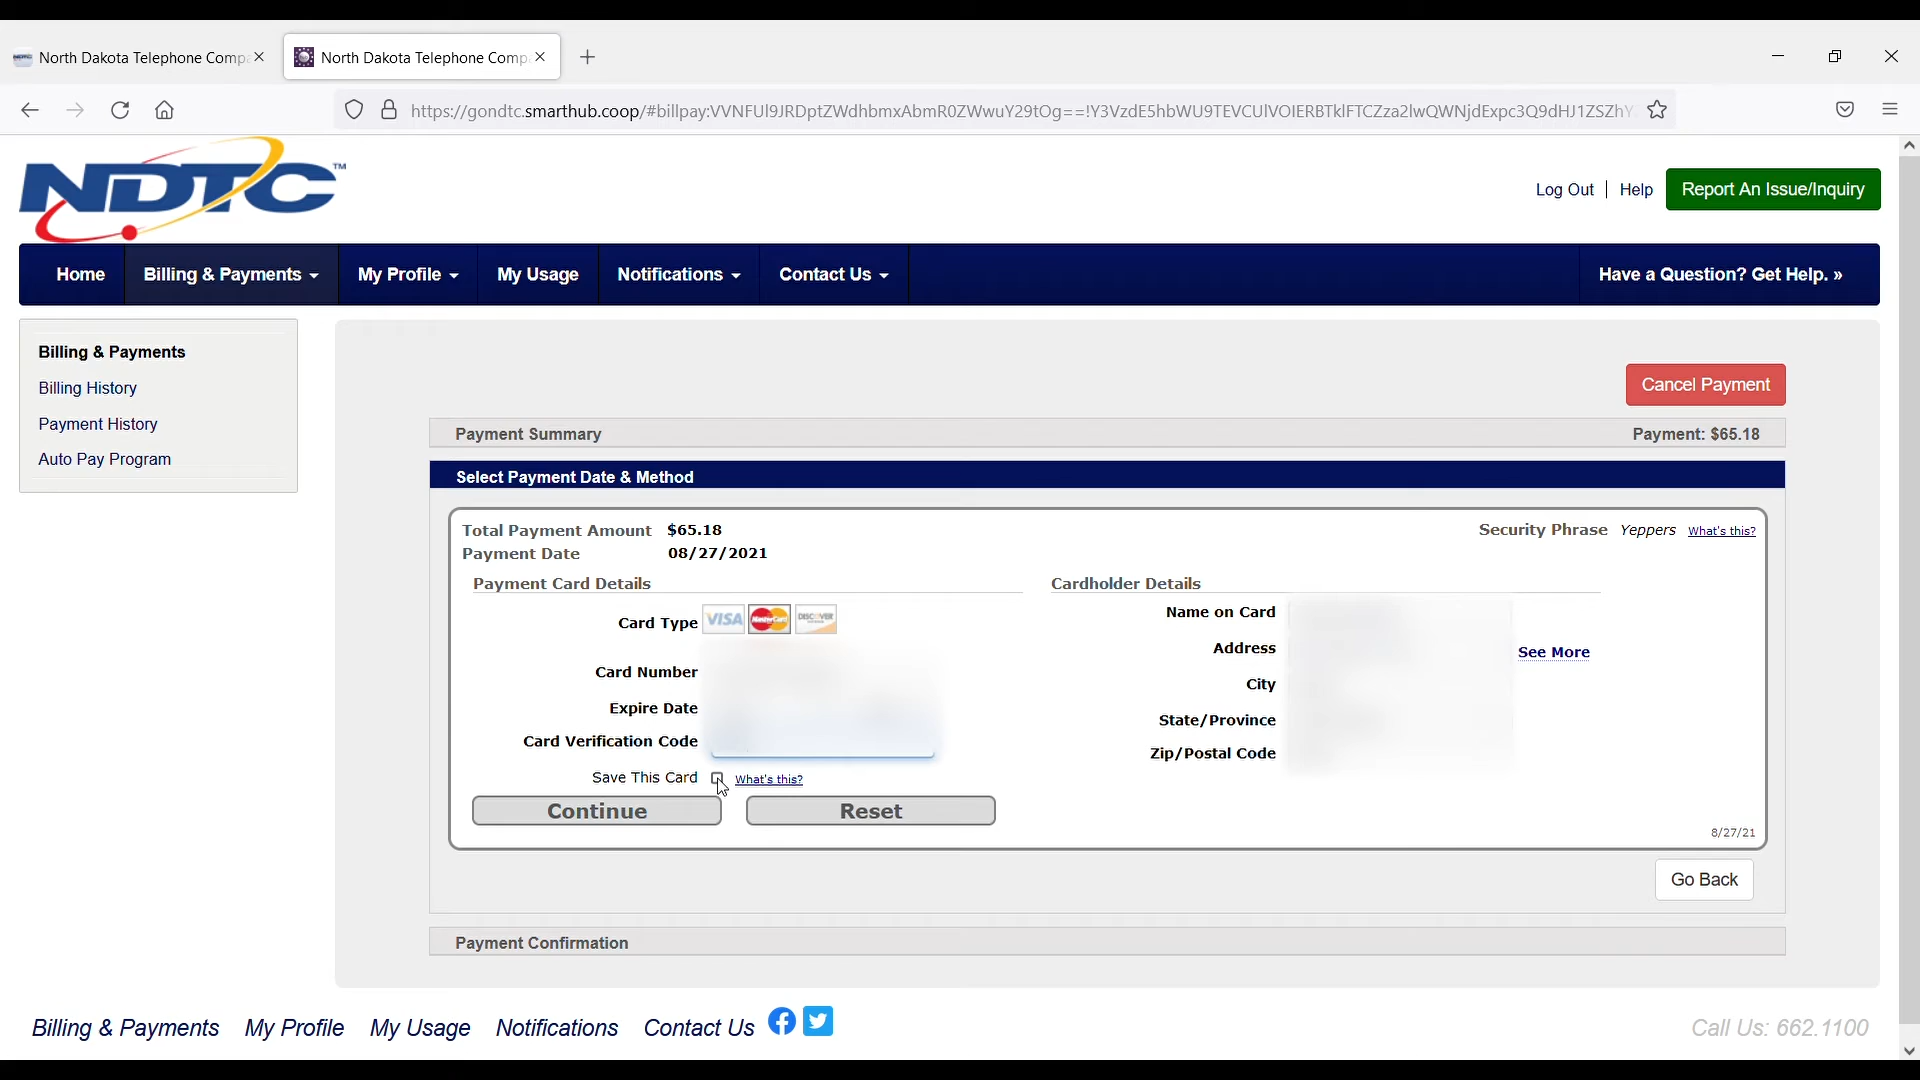 North Dakota Telephone Comp
North Dakota Telephone Comp
https://gondtc.smarthub.coop/#billpay:VVNFUl9JRDptZWdhbmxAbmR0ZWwuY29tOg==!Y3VzdE5hbWU9TEVCUlVOIERBTklFTCZza2lwQWNjdExpc3Q9dHJ1ZSZhY
NDTC™
Log Out | Help Report An Issue/Inquiry
Home Billing & Payments My Profile My Usage Notifications Contact Us Have a Question? Get Help. »
Billing & Payments
Billing History
Payment History
Auto Pay Program
Cancel Payment
Payment Summary Payment: $65.18
Select Payment Date & Method
Total Payment Amount $65.18 Security Phrase Yeppers What's this?
Payment Date 08/27/2021
Payment Card Details Cardholder Details
Card Type VISA MasterCard DISCOVER
Name on Card
Address See More
Card Number
City
Expire Date
State/Province
Card Verification Code
Zip/Postal Code
Save This Card What's this?
Continue Reset
8/27/21
Go Back
Payment Confirmation
Billing & Payments My Profile My Usage Notifications Contact Us Call Us: 662.1100